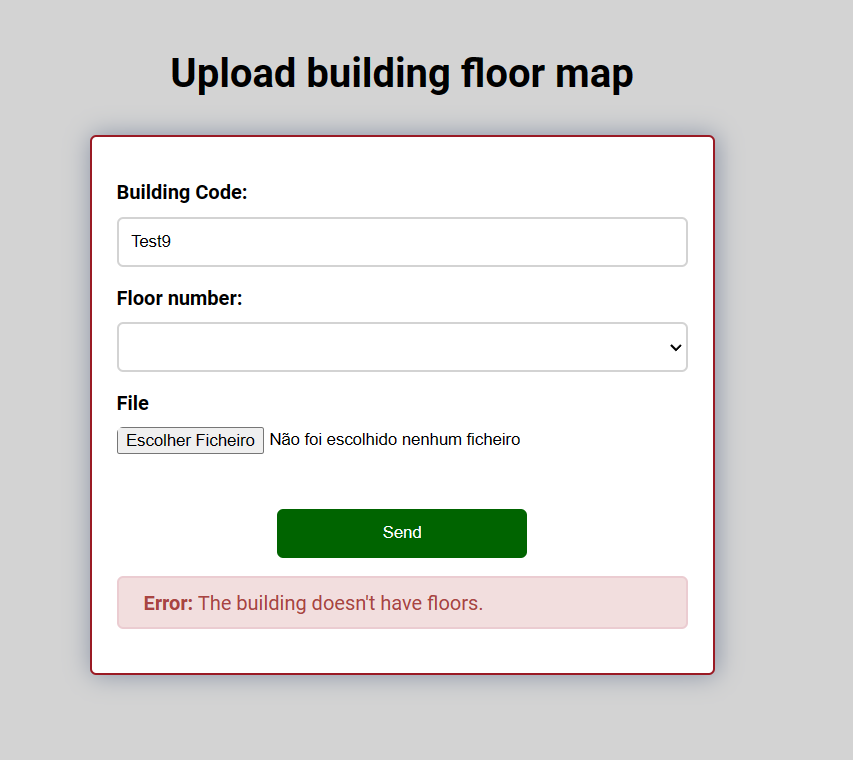 Upload building floor map
Building Code:
Test9
Floor number:
File
Escolher Ficheiro Não foi escolhido nenhum ficheiro
Send
Error: The building doesn't have floors.